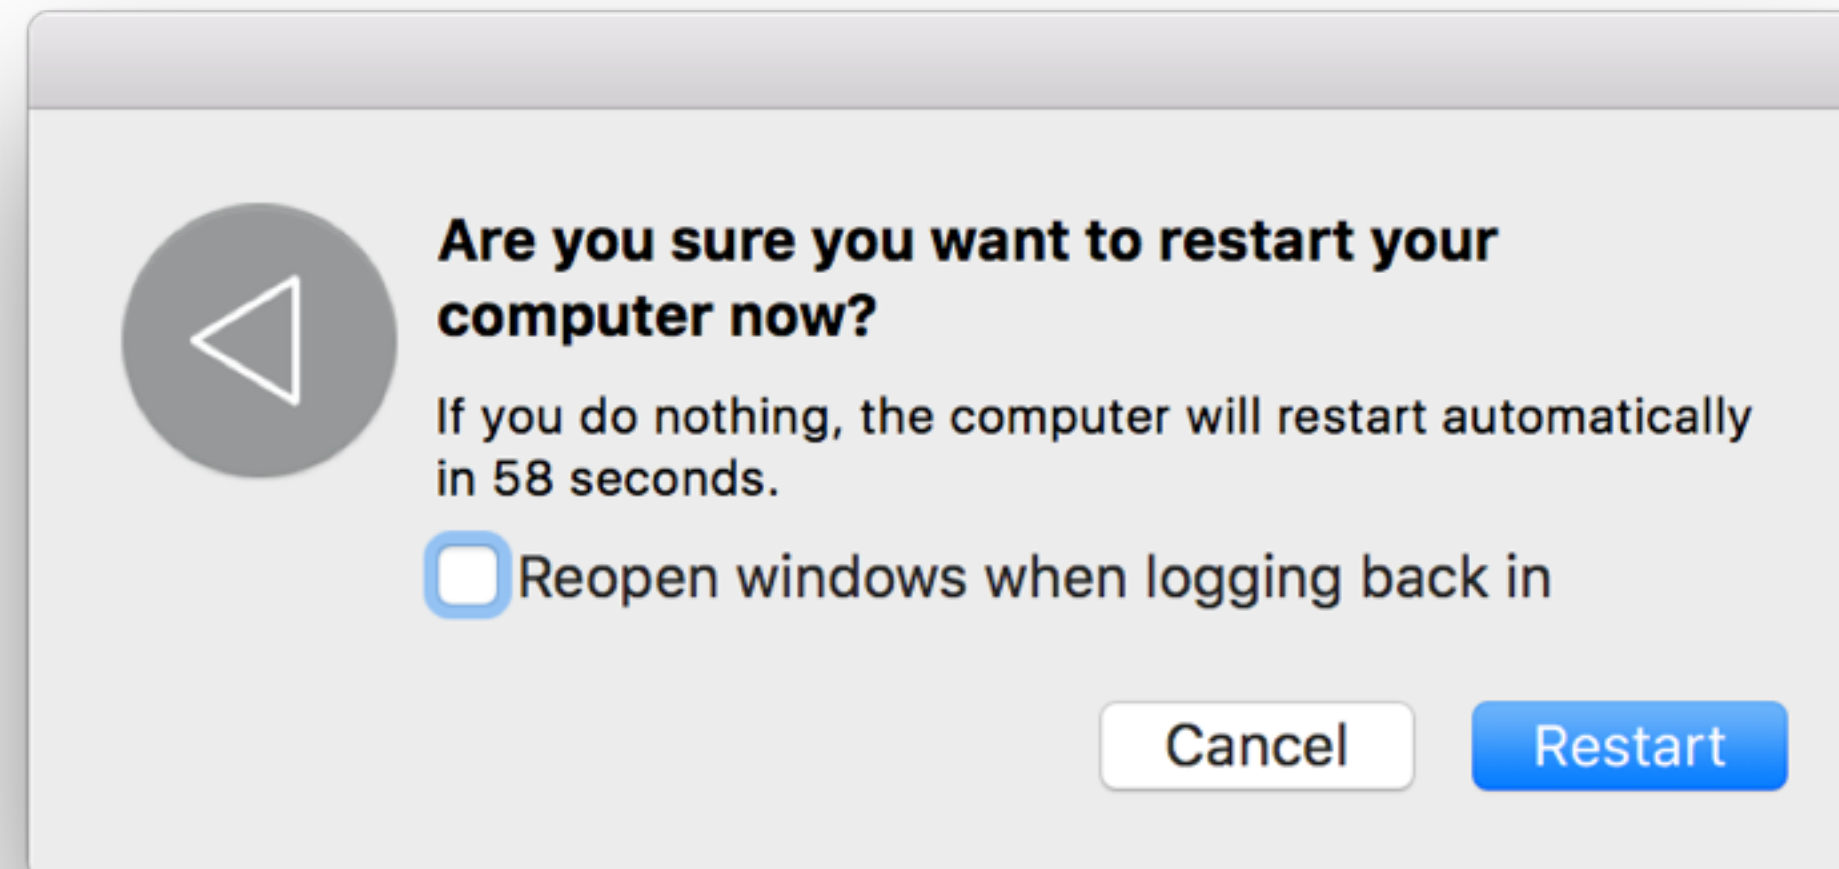 Are you sure you want to restart your
computer now?
If you do nothing, the computer will restart automatically
in 58 seconds.
Reopen windows when logging back in
Cancel Restart